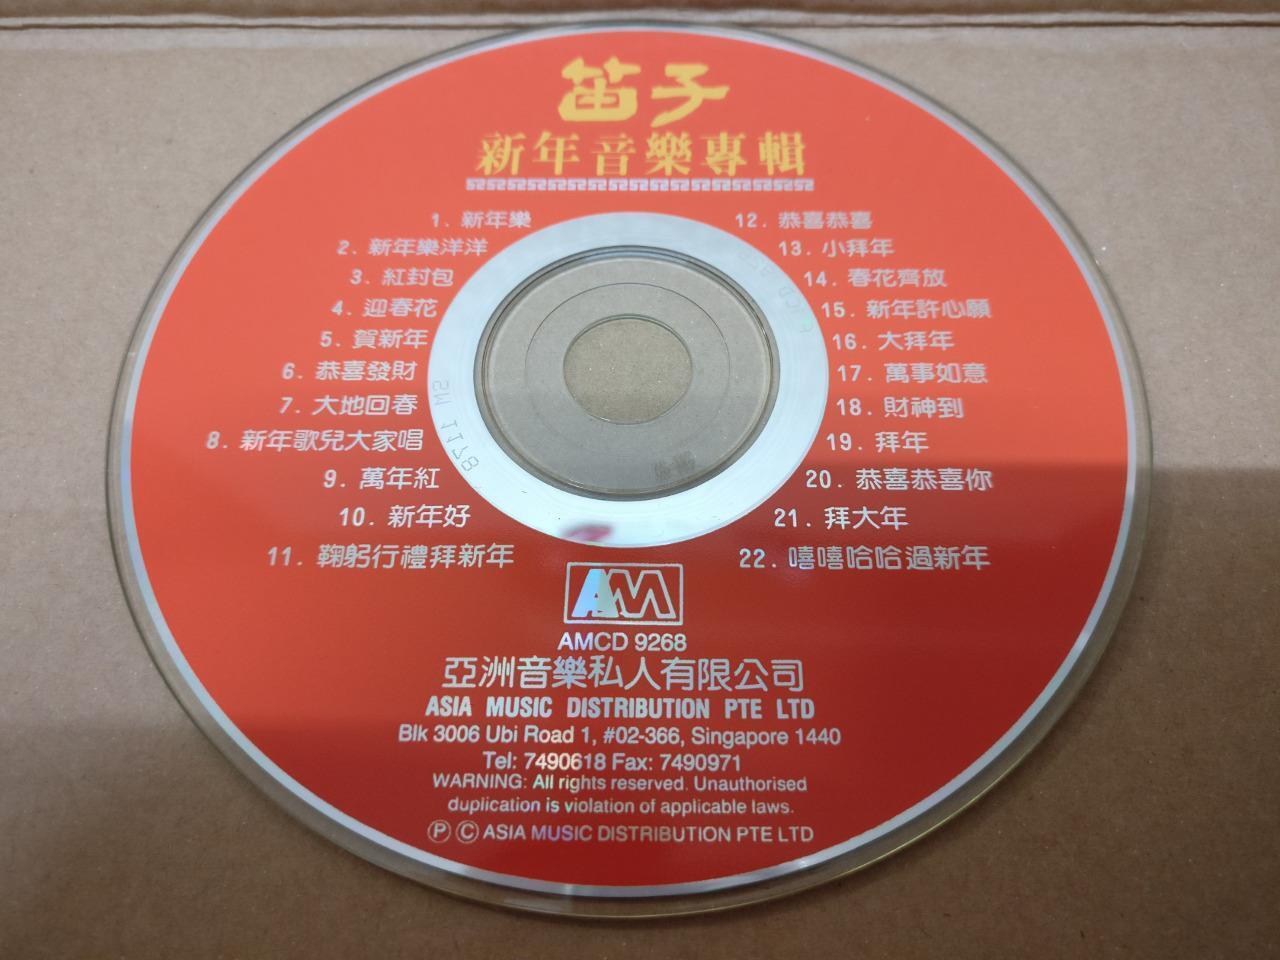 笛子
新年音樂專輯
1. 新年樂
2. 新年樂洋洋
3. 紅封包
4. 迎春花
5. 賀新年
6. 恭喜發財
7. 大地回春
8. 新年歌兒大家唱
9. 萬年紅
10. 新年好
11. 鞠躬行禮拜新年
12. 恭喜恭喜
13. 小拜年
14. 春花齊放
15. 新年許心願
16. 大拜年
17. 萬事如意
18. 財神到
19. 拜年
20. 恭喜恭喜你
21. 拜大年
22. 嘻嘻哈哈過新年
AM
AMCD 9268
亞洲音樂私人有限公司
ASIA MUSIC DISTRIBUTION PTE LTD
Blk 3006 Ubi Road 1, #02-366, Singapore 1440
Tel: 7490618 Fax: 7490971
WARNING: All rights reserved. Unauthorised
duplication is violation of applicable laws.
Ⓟ Ⓒ ASIA MUSIC DISTRIBUTION PTE LTD